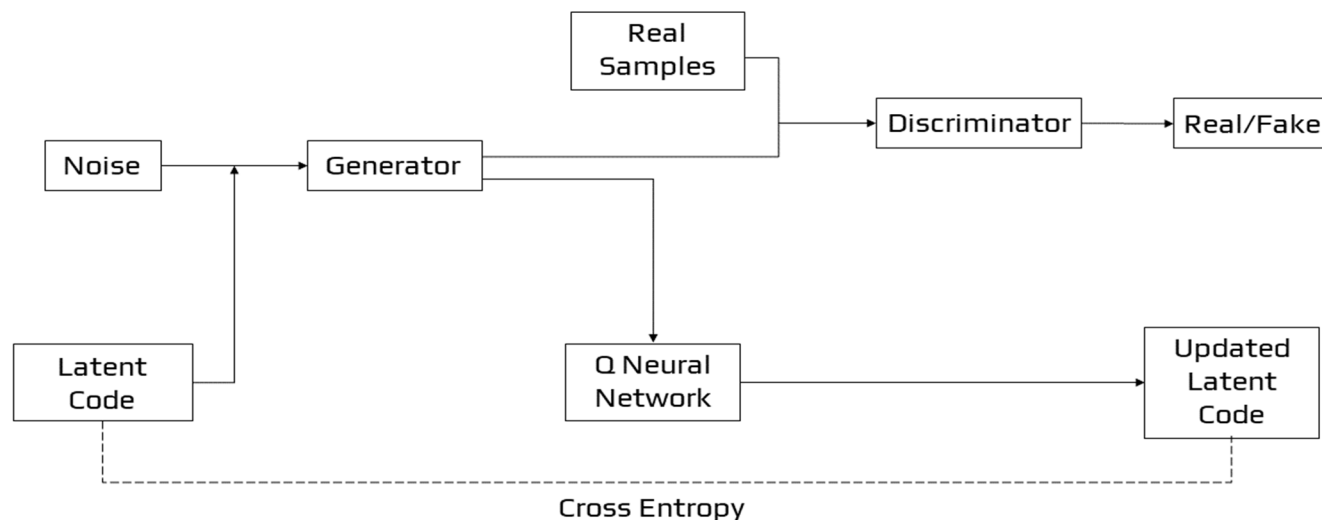 Real
Samples
Discriminator
Real/Fake
Noise
Generator
Latent
Code
Q Neural
Network
Updated
Latent
Code
Cross Entropy